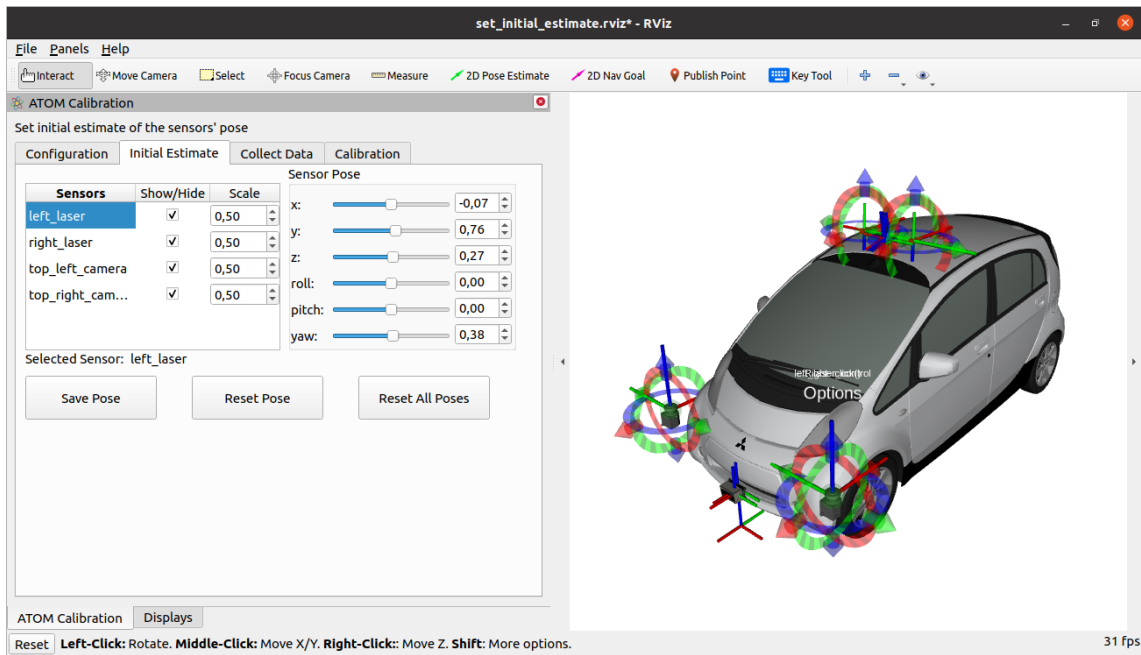 set_initial_estimate.rviz* - RViz
File Panels Help
Interact Move Camera Select Focus Camera Measure 2D Pose Estimate 2D Nav Goal Publish Point Key Tool
ATOM Calibration
Set initial estimate of the sensors' pose
Configuration Initial Estimate Collect Data Calibration
Sensor Pose
Sensors Show/Hide Scale
left_laser 0,50
right_laser 0,50
top_left_camera 0,50
top_right_cam... 0,50
x: -0,07
y: 0,76
z: 0,27
roll: 0,00
pitch: 0,00
yaw: 0,38
Selected Sensor: left_laser
Save Pose Reset Pose Reset All Poses
Options
ATOM Calibration Displays
Reset Left-Click: Rotate. Middle-Click: Move X/Y. Right-Click:: Move Z. Shift: More options. 31 fps